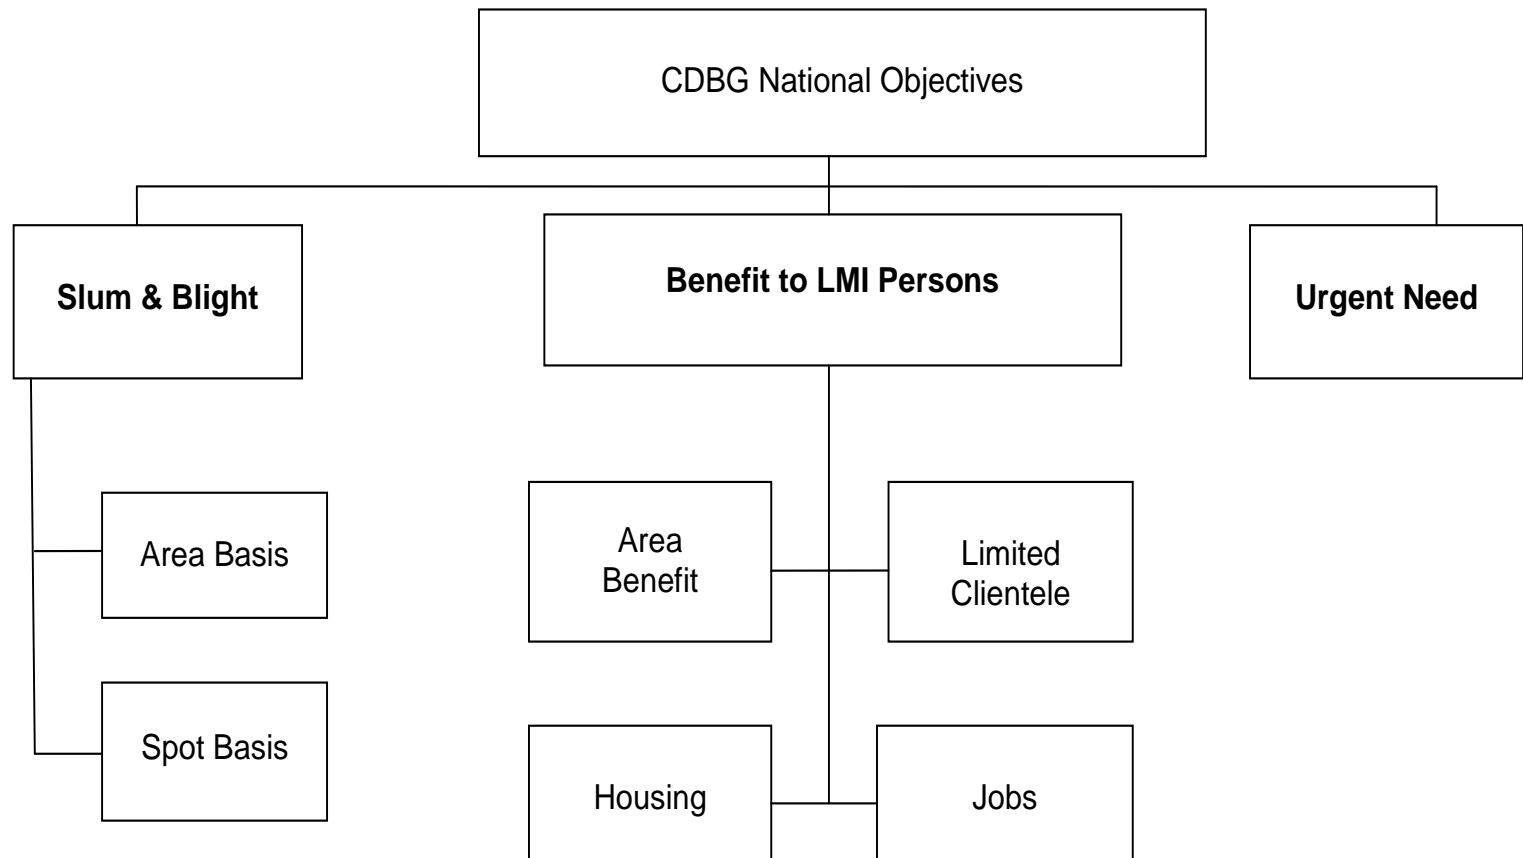 CDBG National Objectives
Slum & Blight
Benefit to LMI Persons
Urgent Need
Area Basis
Area
Benefit
Limited
Clientele
Spot Basis
Housing
Jobs